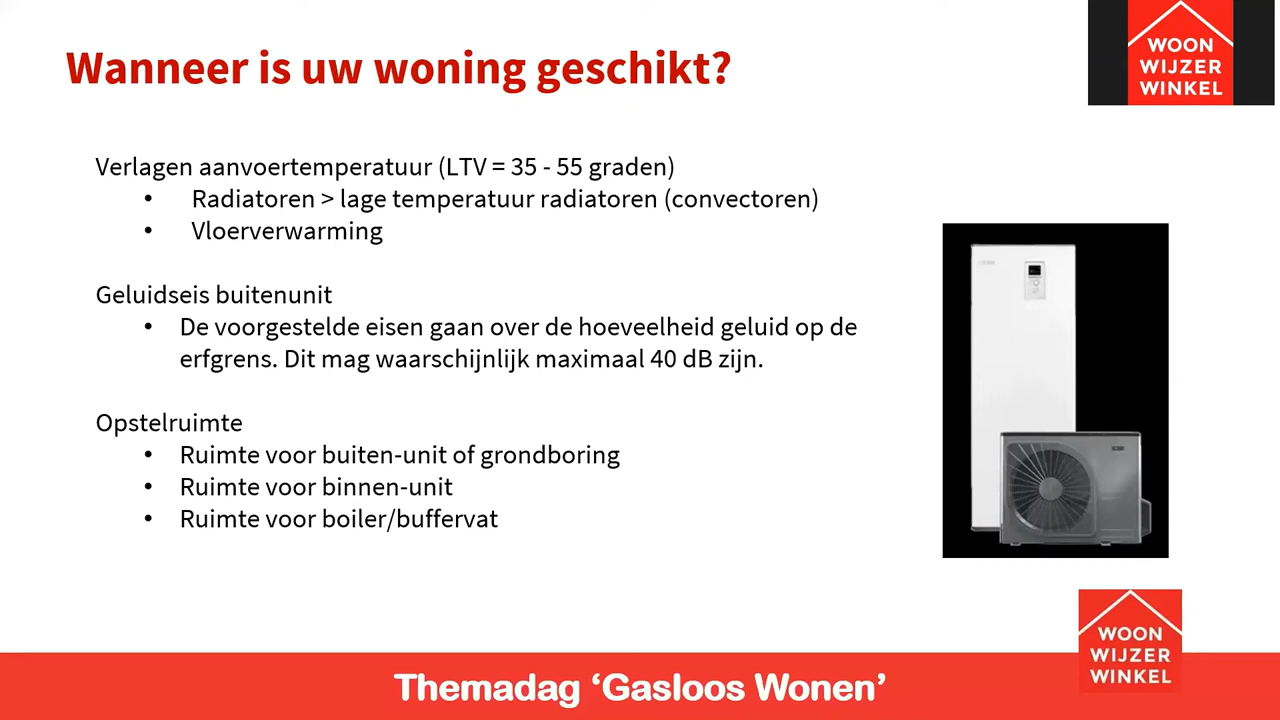 Wanneer is uw woning geschikt?
WOON
WIJZER
WINKEL
Verlagen aanvoertemperatuur (LTV = 35 - 55 graden)
• Radiatoren > lage temperatuur radiatoren (convectoren)
• Vloerverwarming
Geluidseis buitenunit
• De voorgestelde eisen gaan over de hoeveelheid geluid op de
erfgrens. Dit mag waarschijnlijk maximaal 40 dB zijn.
Opstelruimte
• Ruimte voor buiten-unit of grondboring
• Ruimte voor binnen-unit
• Ruimte voor boiler/buffervat
WOON
WIJZER
WINKEL
Themadag ‘Gasloos Wonen’